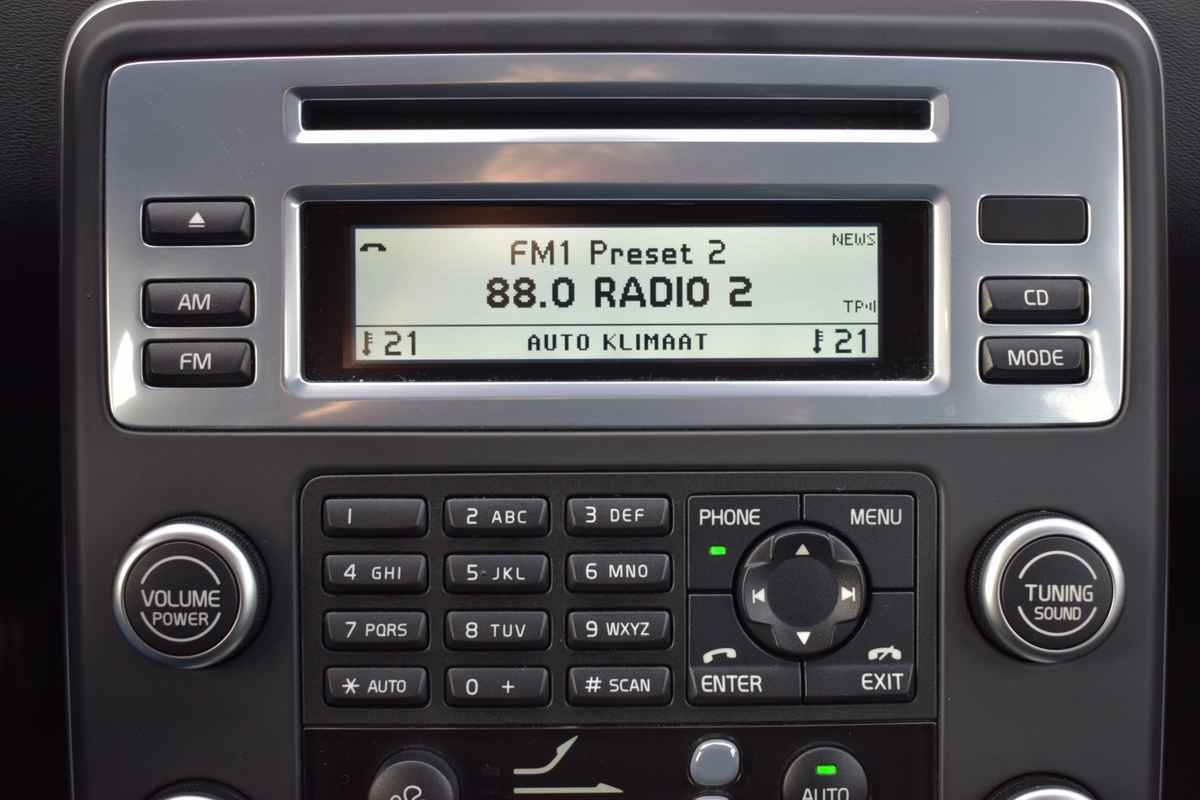 FM1 Preset 2
NEWS
88.0 RADIO 2
TP
21 AUTO KLIMAAT 21
AM
FM
CD
MODE
VOLUME
POWER
1
2 ABC
3 DEF
4 GHI
5 JKL
6 MNO
7 PQRS
8 TUV
9 WXYZ
* AUTO
0 +
# SCAN
PHONE
MENU
ENTER
EXIT
TUNING
SOUND
AUTO